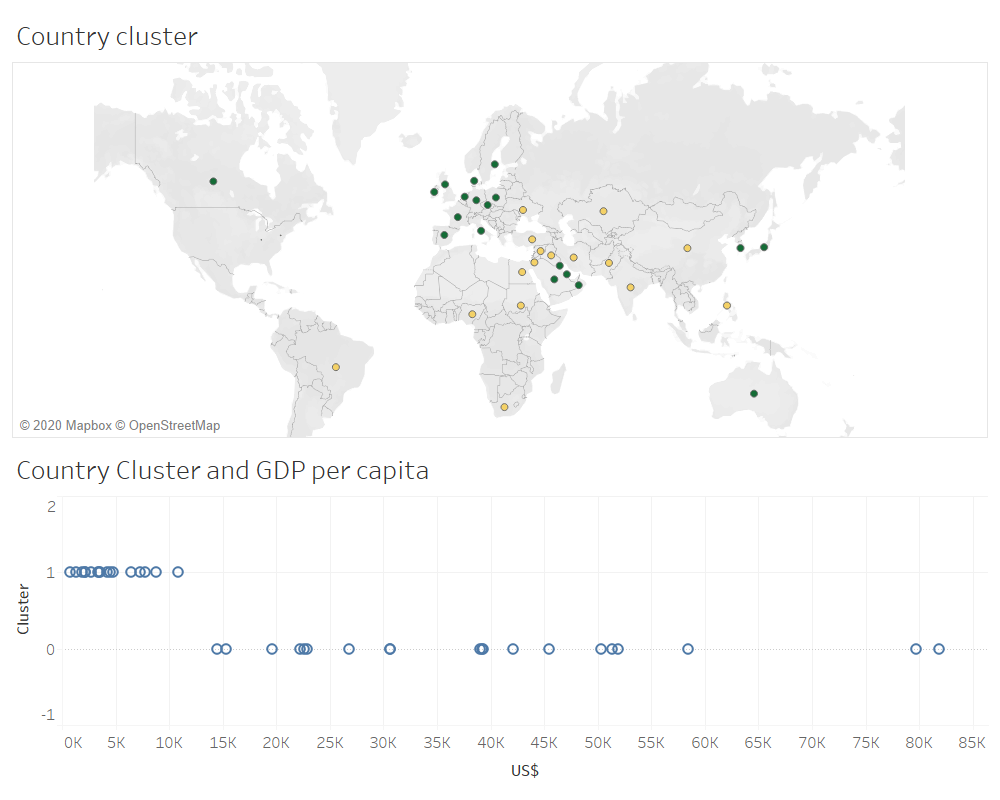 Country cluster
© 2020 Mapbox © OpenStreetMap
Country Cluster and GDP per capita
2
1
0
-1
Cluster
0K 5K 10K 15K 20K 25K 30K 35K 40K 45K 50K 55K 60K 65K 70K 75K 80K 85K
US$